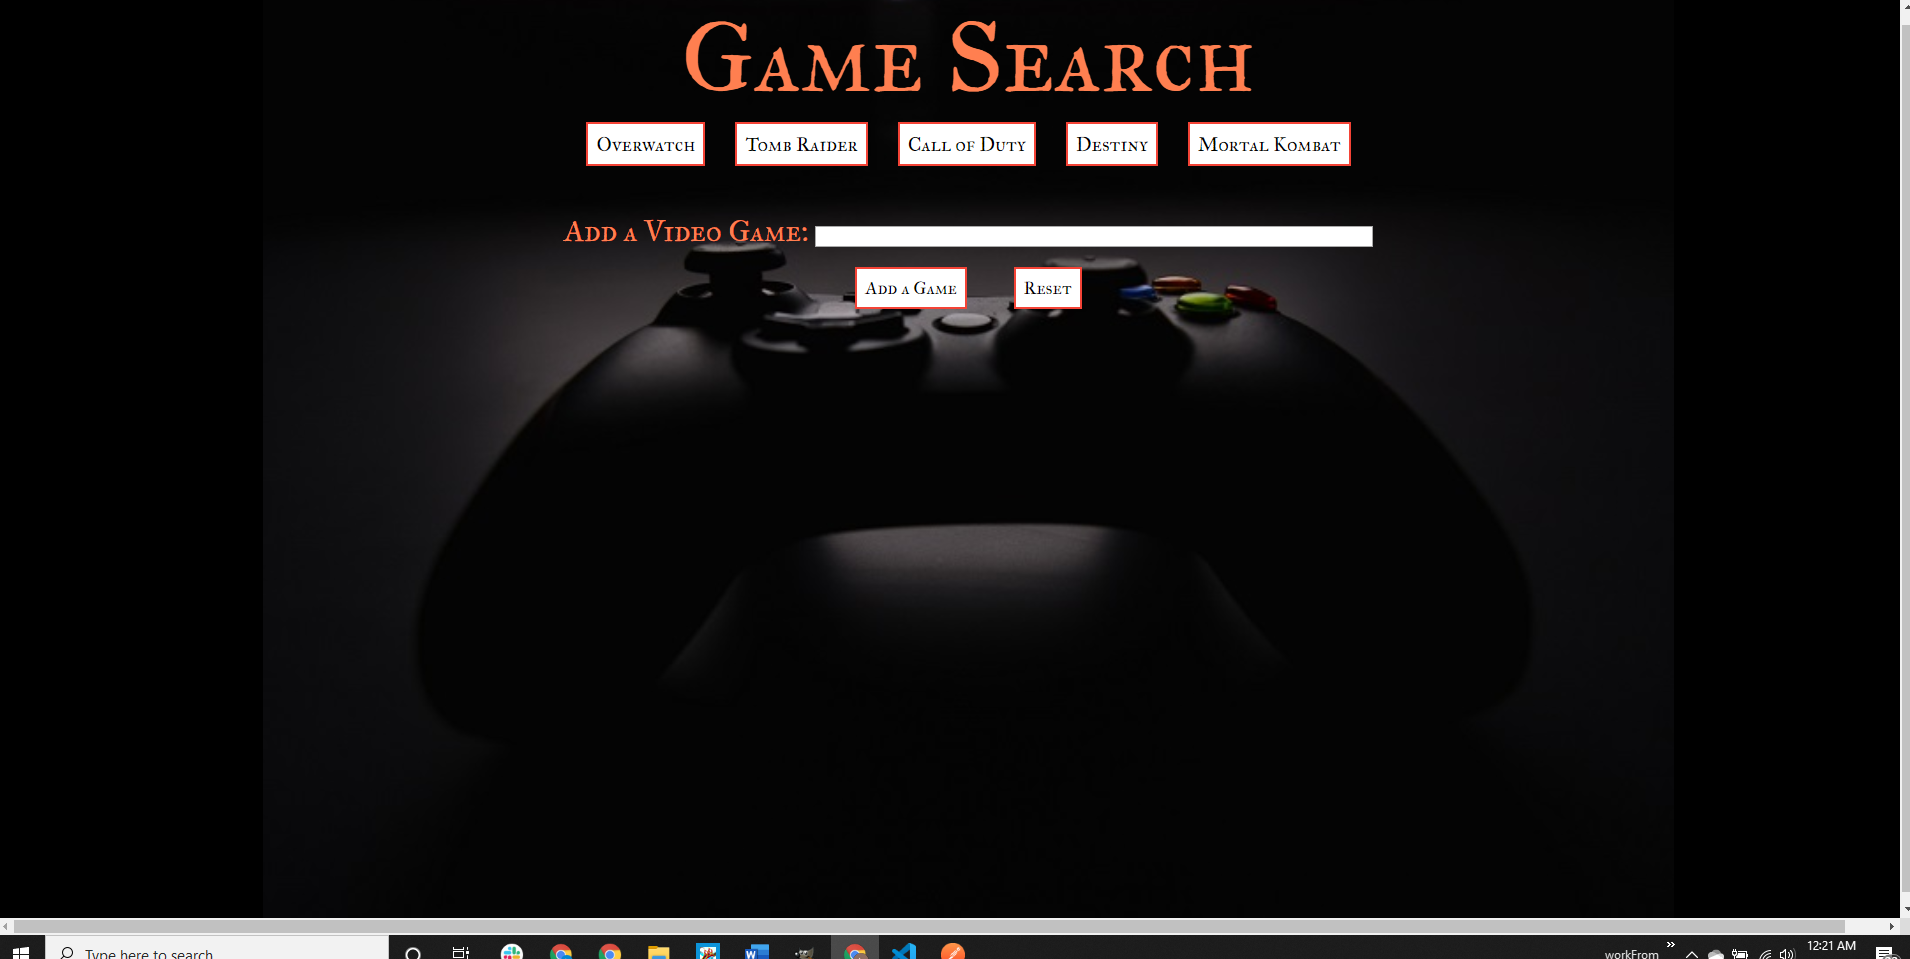 Game Search
Overwatch Tomb Raider Call of Duty Destiny Mortal Kombat
Add a Video Game:
Add a Game Reset
Type here to search
workFrom
12:21 AM